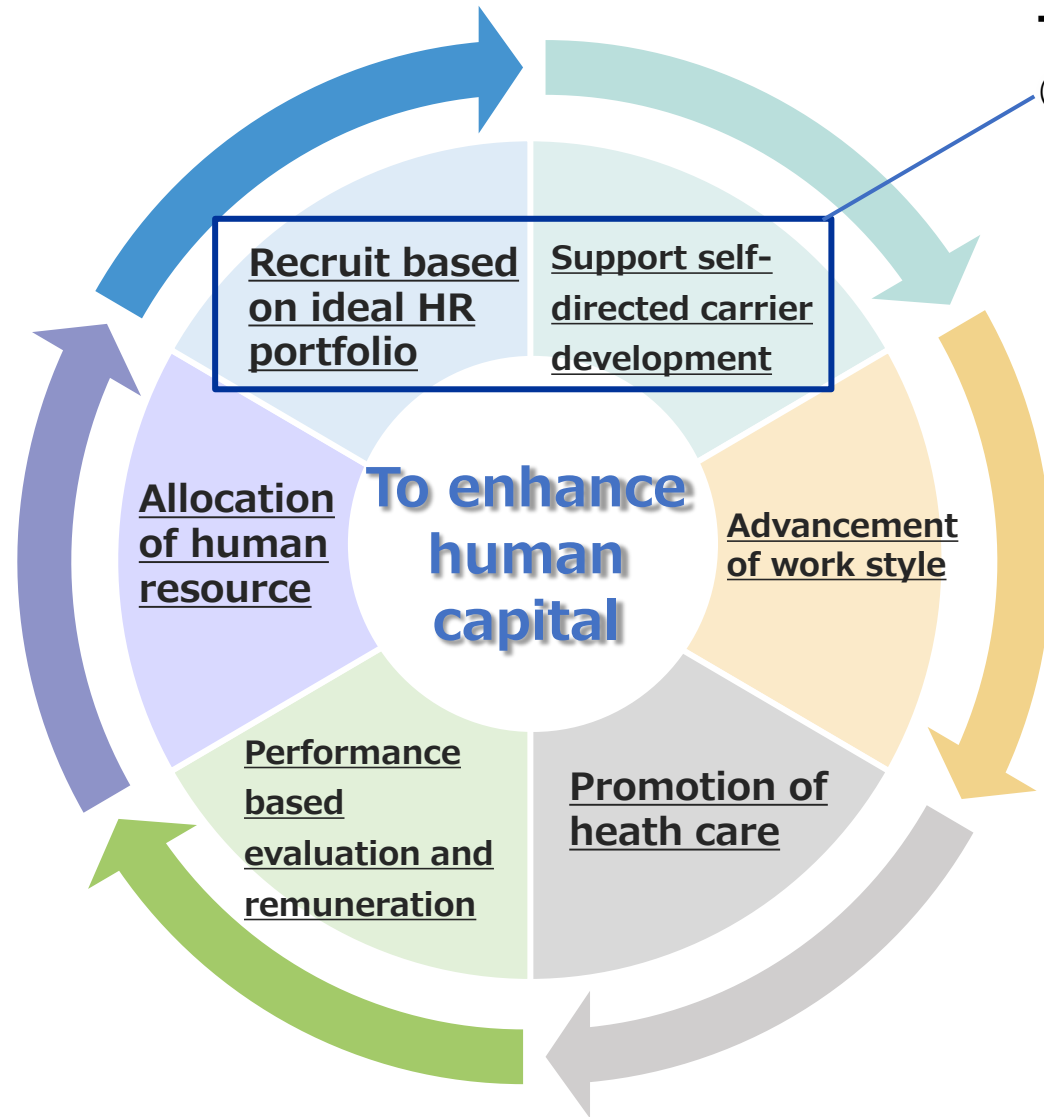 Recruit based
on ideal HR
portfolio
Support self-
directed carrier
development
Advancement
of work style
Promotion of
heath care
Performance
based
evaluation and
remuneration
Allocation
of human
resource
To enhance
human
capital